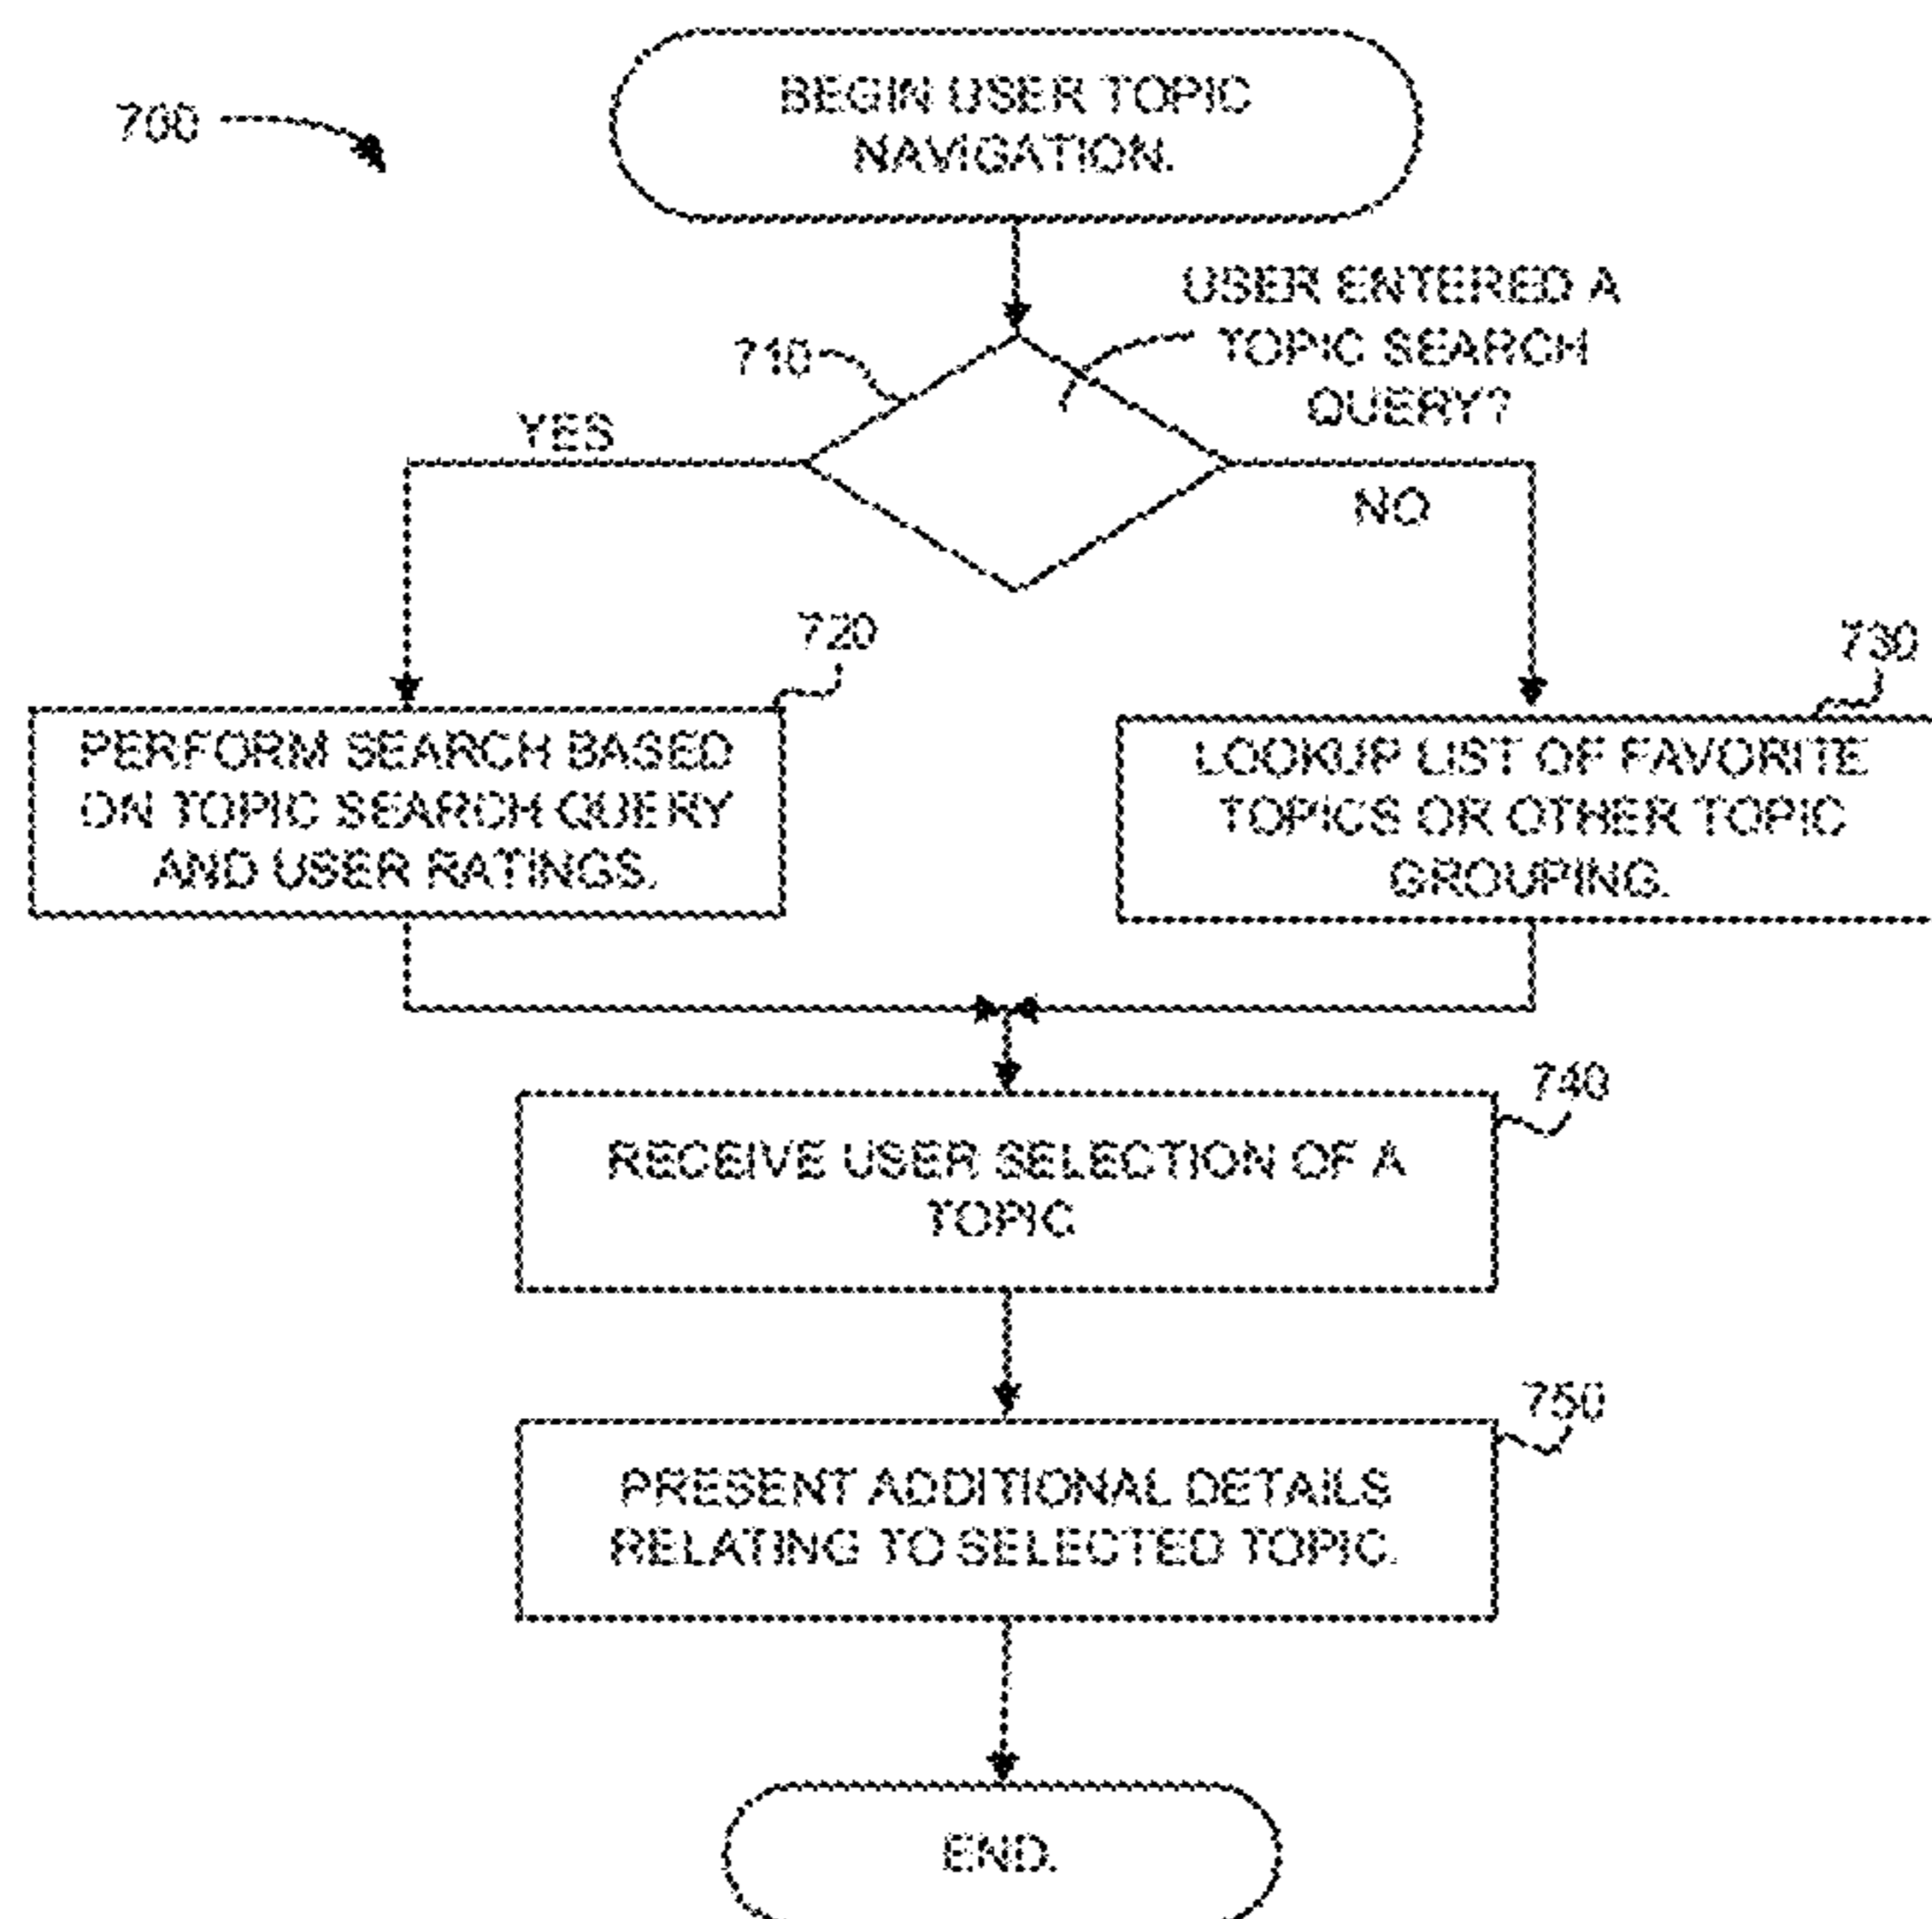 700
BEGIN USER TOPIC
NAVIGATION.
USER ENTERED A
TOPIC SEARCH
QUERY?
710
YES
NO
720
730
PERFORM SEARCH BASED
ON TOPIC SEARCH QUERY
AND USER RATINGS.
LOOKUP LIST OF FAVORITE
TOPICS OR OTHER TOPIC
GROUPING.
740
RECEIVE USER SELECTION OF A
TOPIC
750
PRESENT ADDITIONAL DETAILS
RELATING TO SELECTED TOPIC.
END.